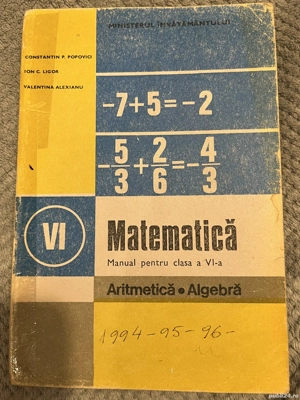 MINISTERUL ÎNVĂȚĂMÂNTULUI
CONSTANTIN P. POPOVICI
ION C. LIGOR
VALENTINA ALEXIANU
-7+5=-2
-5/3+2/6=-4/3
VI
Matematică
Manual pentru clasa a VI-a
Aritmetică • Algebră
1994-95-96-